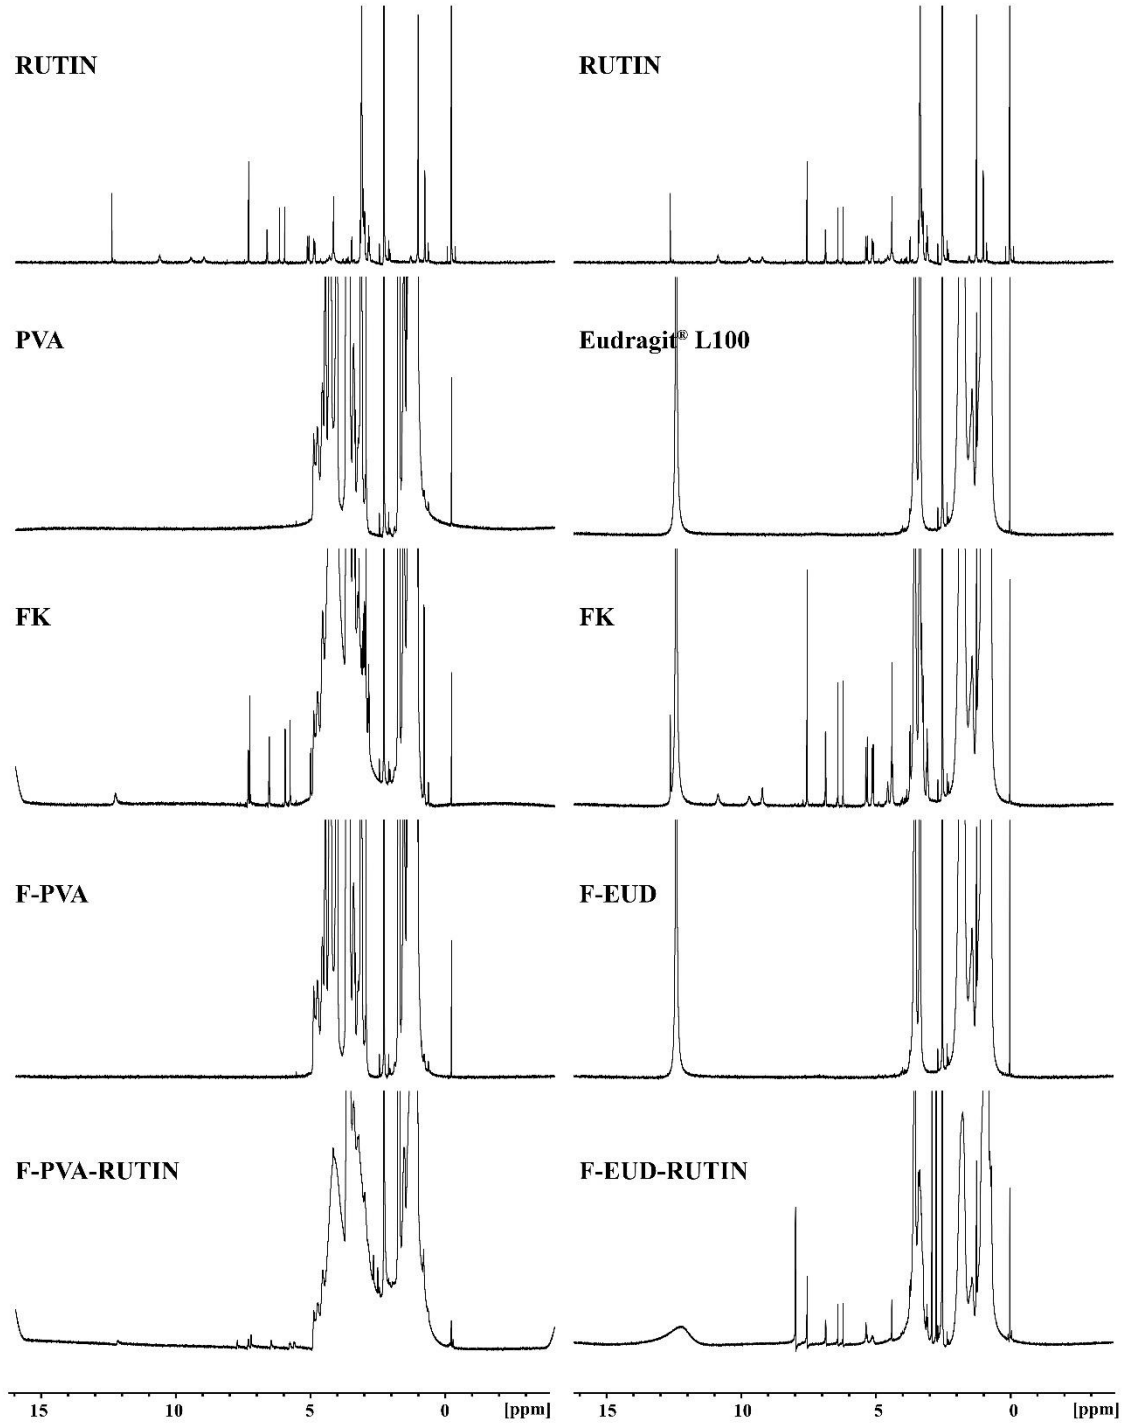 RUTIN RUTIN
PVA Eudragit® L100
FK FK
F-PVA F-EUD
F-PVA-RUTIN F-EUD-RUTIN
15 10 5 0 [ppm] 15 10 5 0 [ppm]